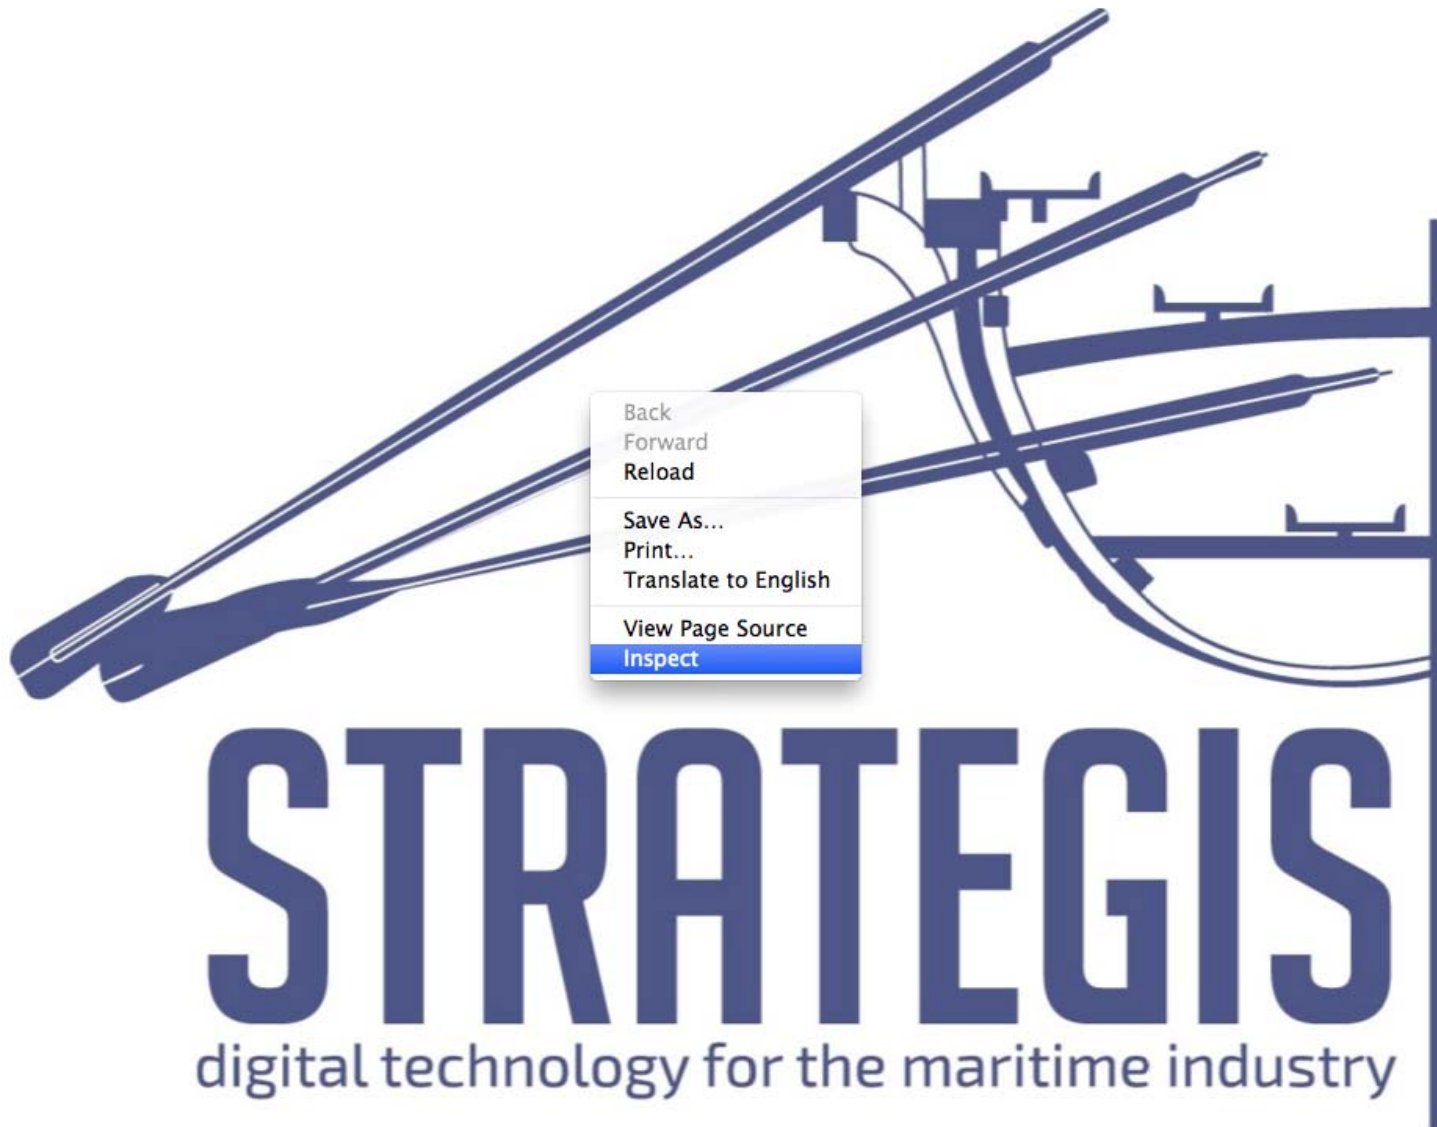 Back
Forward
Reload
Save As...
Print...
Translate to English
View Page Source
Inspect
STRATEGIS
digital technology for the maritime industry